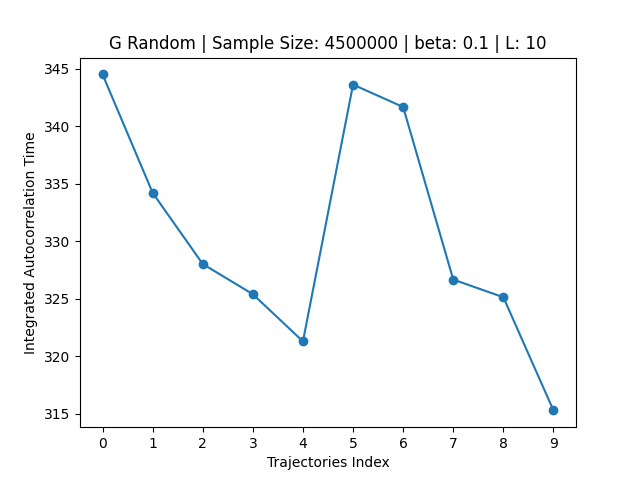 G Random | Sample Size: 4500000 | beta: 0.1 | L: 10
Integrated Autocorrelation Time
345
340
335
330
325
320
315
0 1 2 3 4 5 6 7 8 9
Trajectories Index